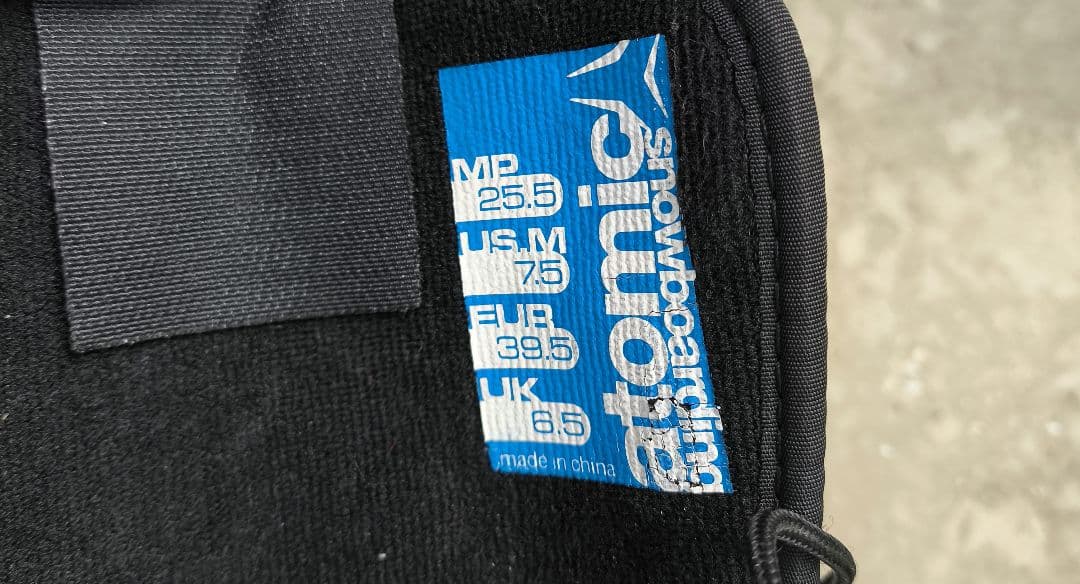 MP
25.5
US.M
7.5
EUR
39.5
UK
6.5
made in china
atomic
snowboarding